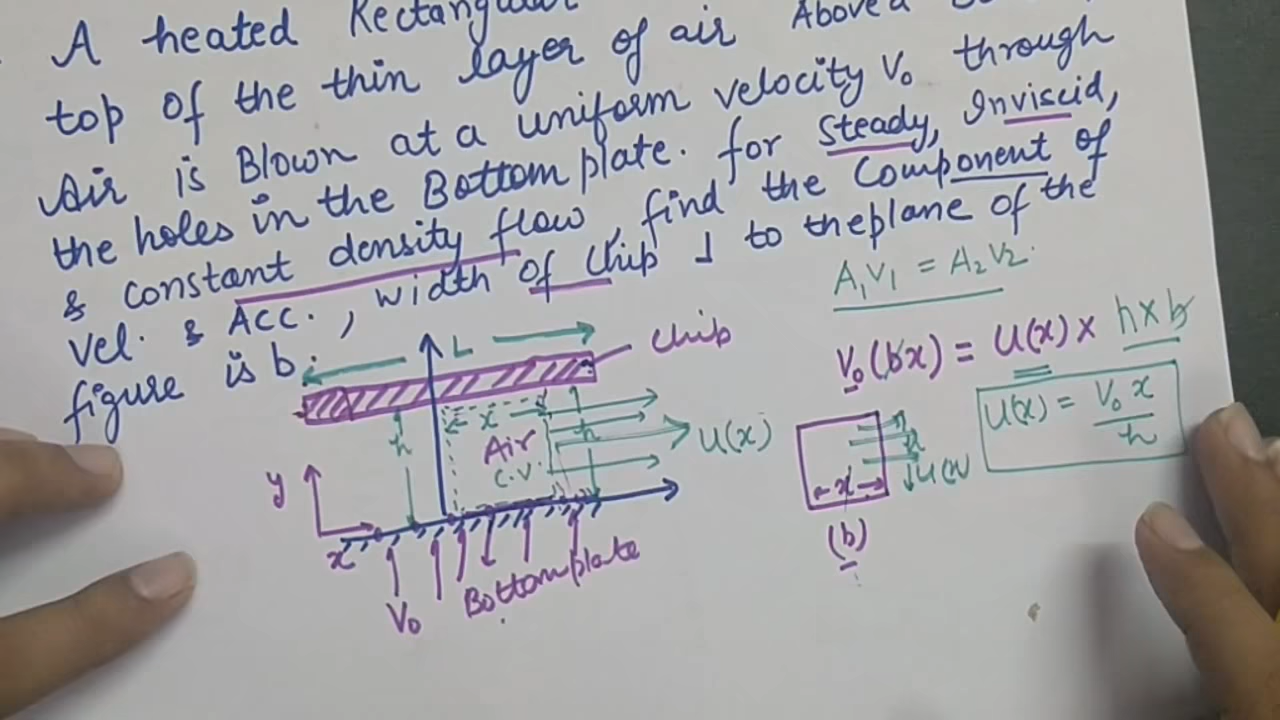 A heated Rectangular
top of the thin layer of air Above a
Air is Blown at a uniform velocity V₀ through
the holes in the Bottom plate. for Steady, Inviscid,
& constant density flow, find the Component of
Vel. & Acc., width of Chip ⊥ to the plane of the
figure is b.
A₁V₁ = A₂V₂.
V₀(bx) = U(x) × h×b
U(x) = V₀ x / h
L
Chip
x
h
Air
C.V.
h
U(x)
y
x
V₀
Bottom plate
x
U(x)
(b)